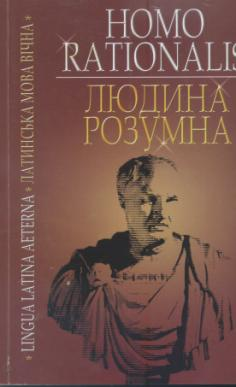 HOMO
RATIONALIS
ЛЮДИНА
РОЗУМНА
* LINGUA LATINA AETERNA * ЛАТИНСЬКА МОВА ВІЧНА *